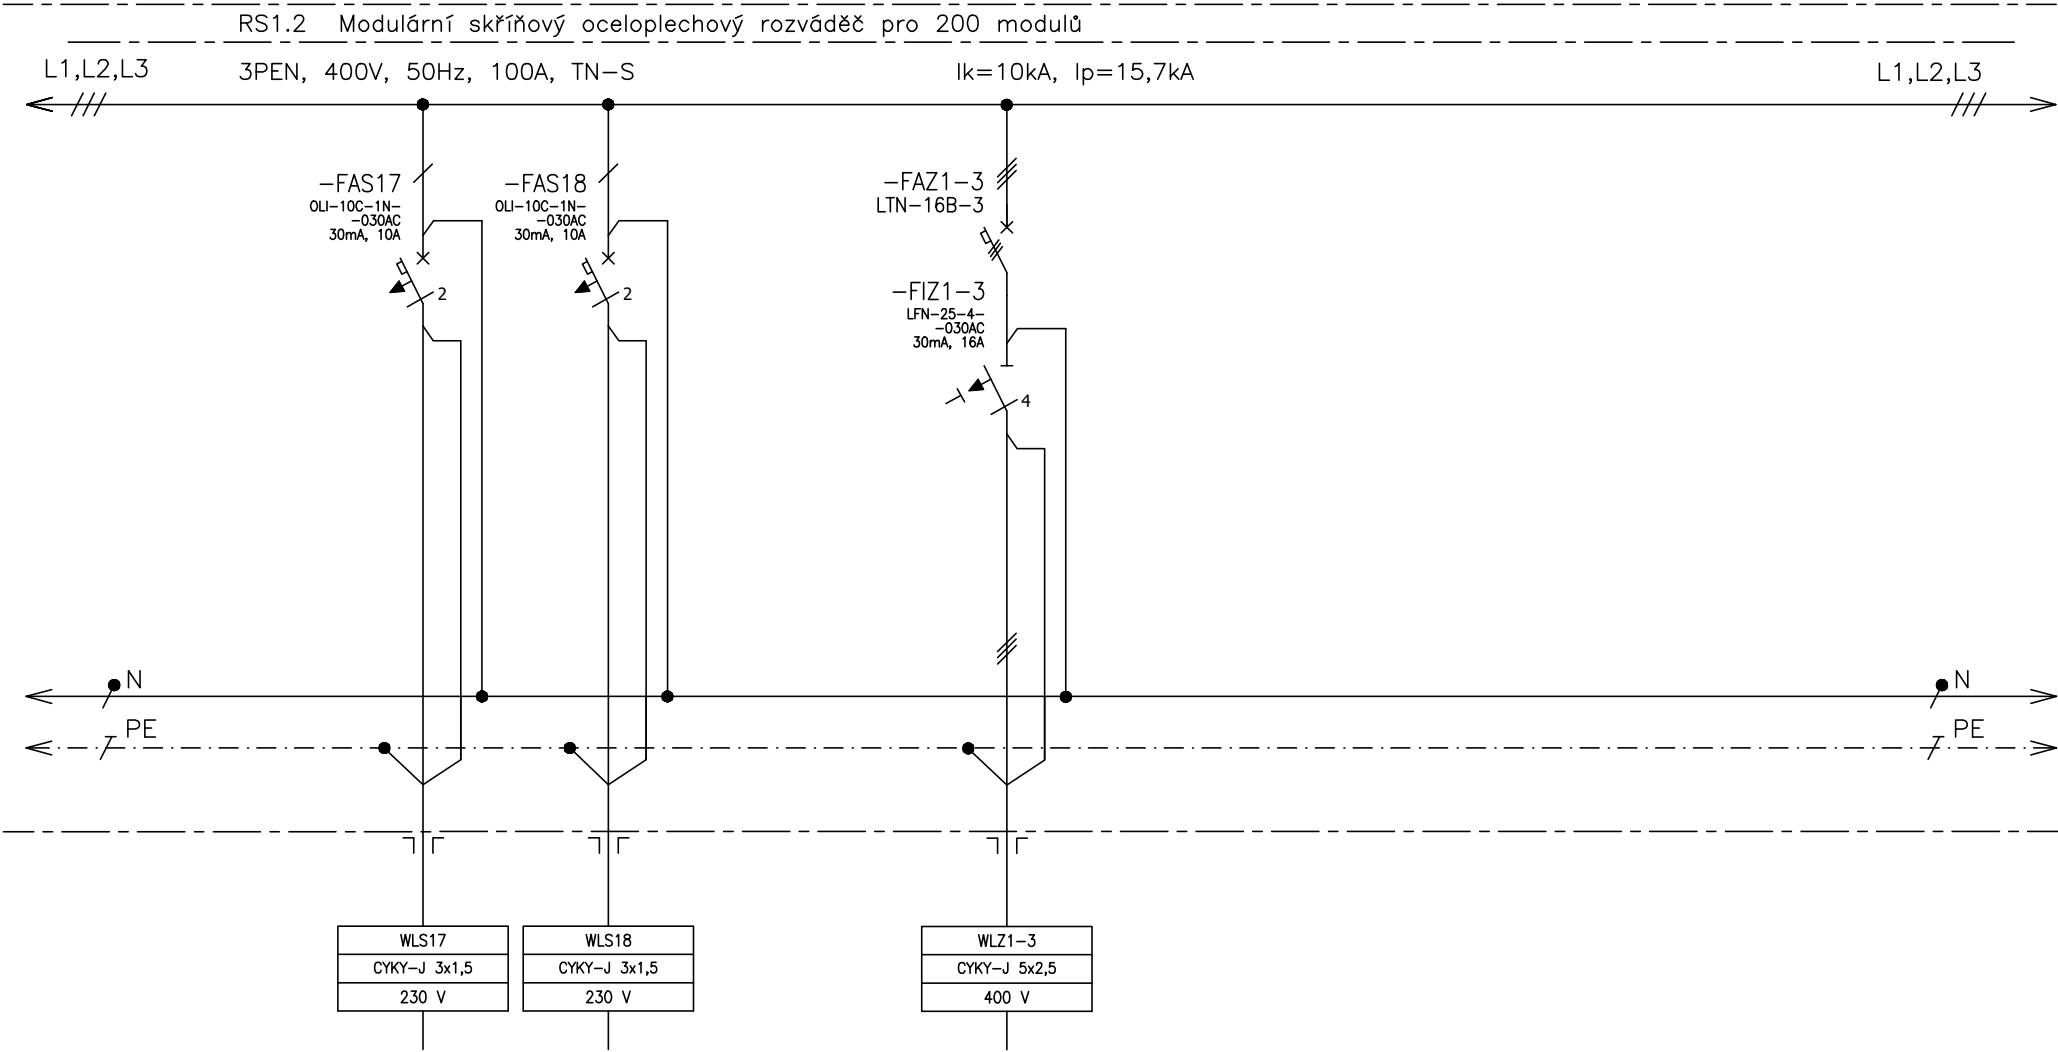 RS1.2 Modulární skříňový oceloplechový rozváděč pro 200 modulů
L1,L2,L3
3PEN, 400V, 50Hz, 100A, TN-S
Ik=10kA, Ip=15,7kA
L1,L2,L3
-FAS17
OLI-10C-1N-
-030AC
30mA, 10A
2
-FAS18
OLI-10C-1N-
-030AC
30mA, 10A
2
-FAZ1-3
LTN-16B-3
-FIZ1-3
LFN-25-4-
-030AC
30mA, 16A
4
N
N
PE
PE
WLS17
CYKY-J 3x1,5
230 V
WLS18
CYKY-J 3x1,5
230 V
WLZ1-3
CYKY-J 5x2,5
400 V